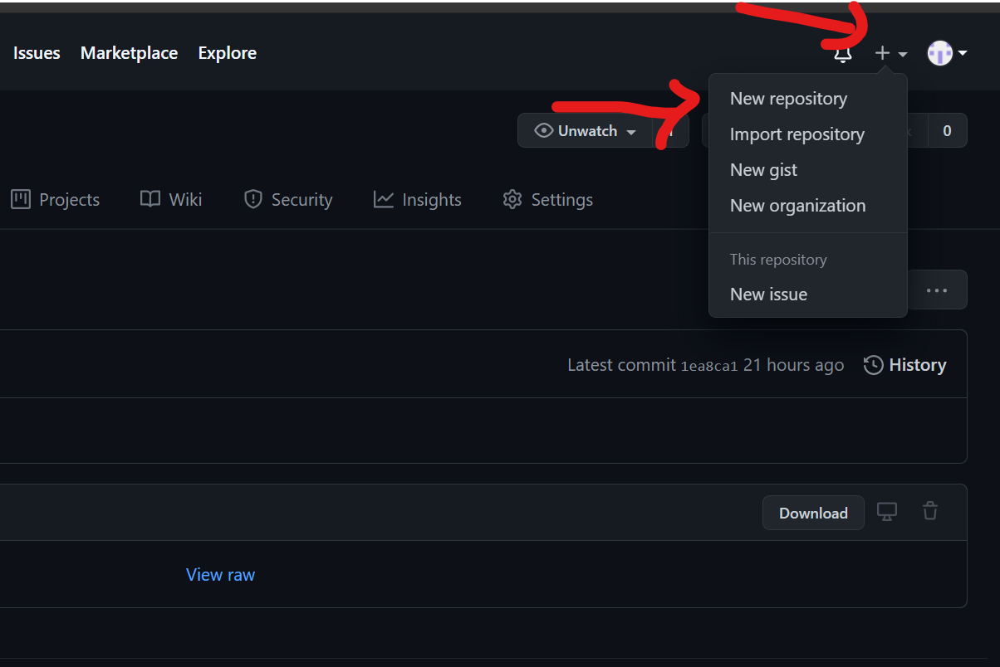 Issues Marketplace Explore
New repository
Import repository
New gist
New organization
This repository
New issue
Unwatch 0
Projects Wiki Security Insights Settings
Latest commit 1ea8ca1 21 hours ago History
Download
View raw